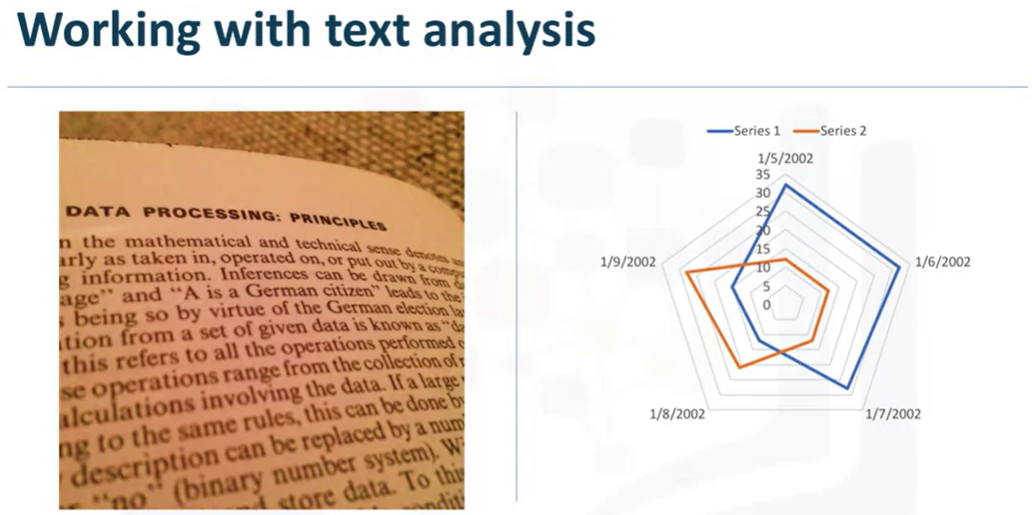 Working with text analysis
DATA PROCESSING: PRINCIPLES
n the mathematical and technical sense denotes
arly as taken in, operated on, or put out by a
g information. Inferences can be drawn from
age” and “A is a German citizen” leads to the
s being so by virtue of the German election
tion from a set of given data is known as “da
this refers to all the operations performed
se operations range from the collection of
alculations involving the data. If a large
ng to the same rules, this can be done by
description can be replaced by a num
“no” (binary number system). W
store data. To this
Series 1
Series 2
1/5/2002
35
30
25
20
15
10
5
0
1/6/2002
1/7/2002
1/8/2002
1/9/2002